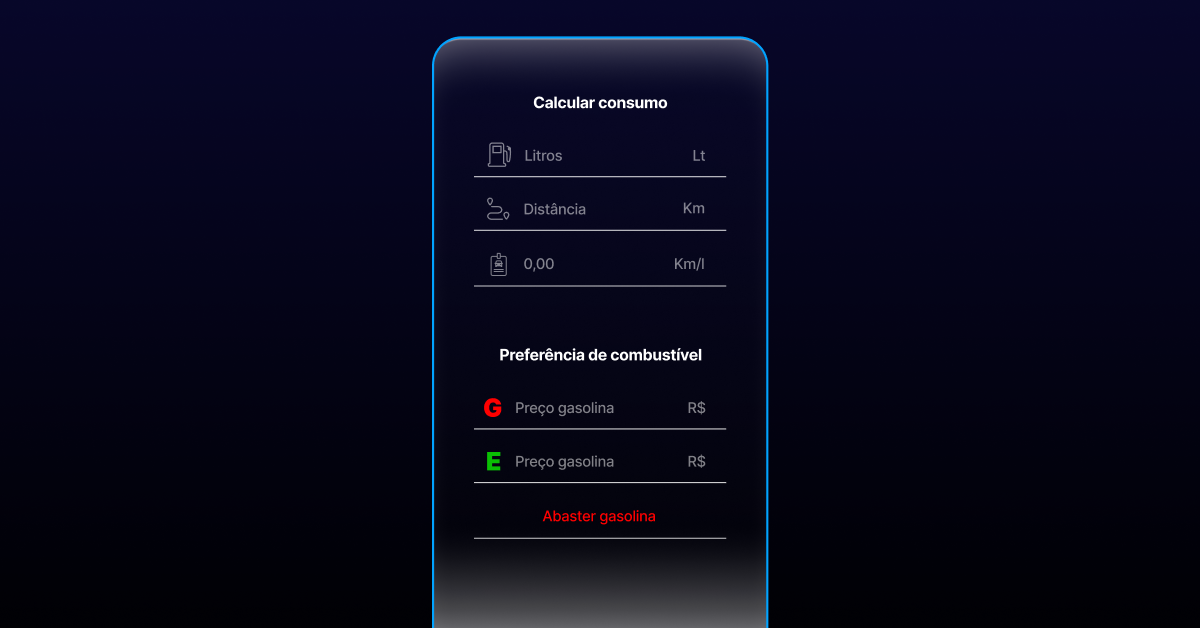 Calcular consumo
Litros Lt
Distância Km
0,00 Km/l
Preferência de combustível
G Preço gasolina R$
E Preço gasolina R$
Abaster gasolina